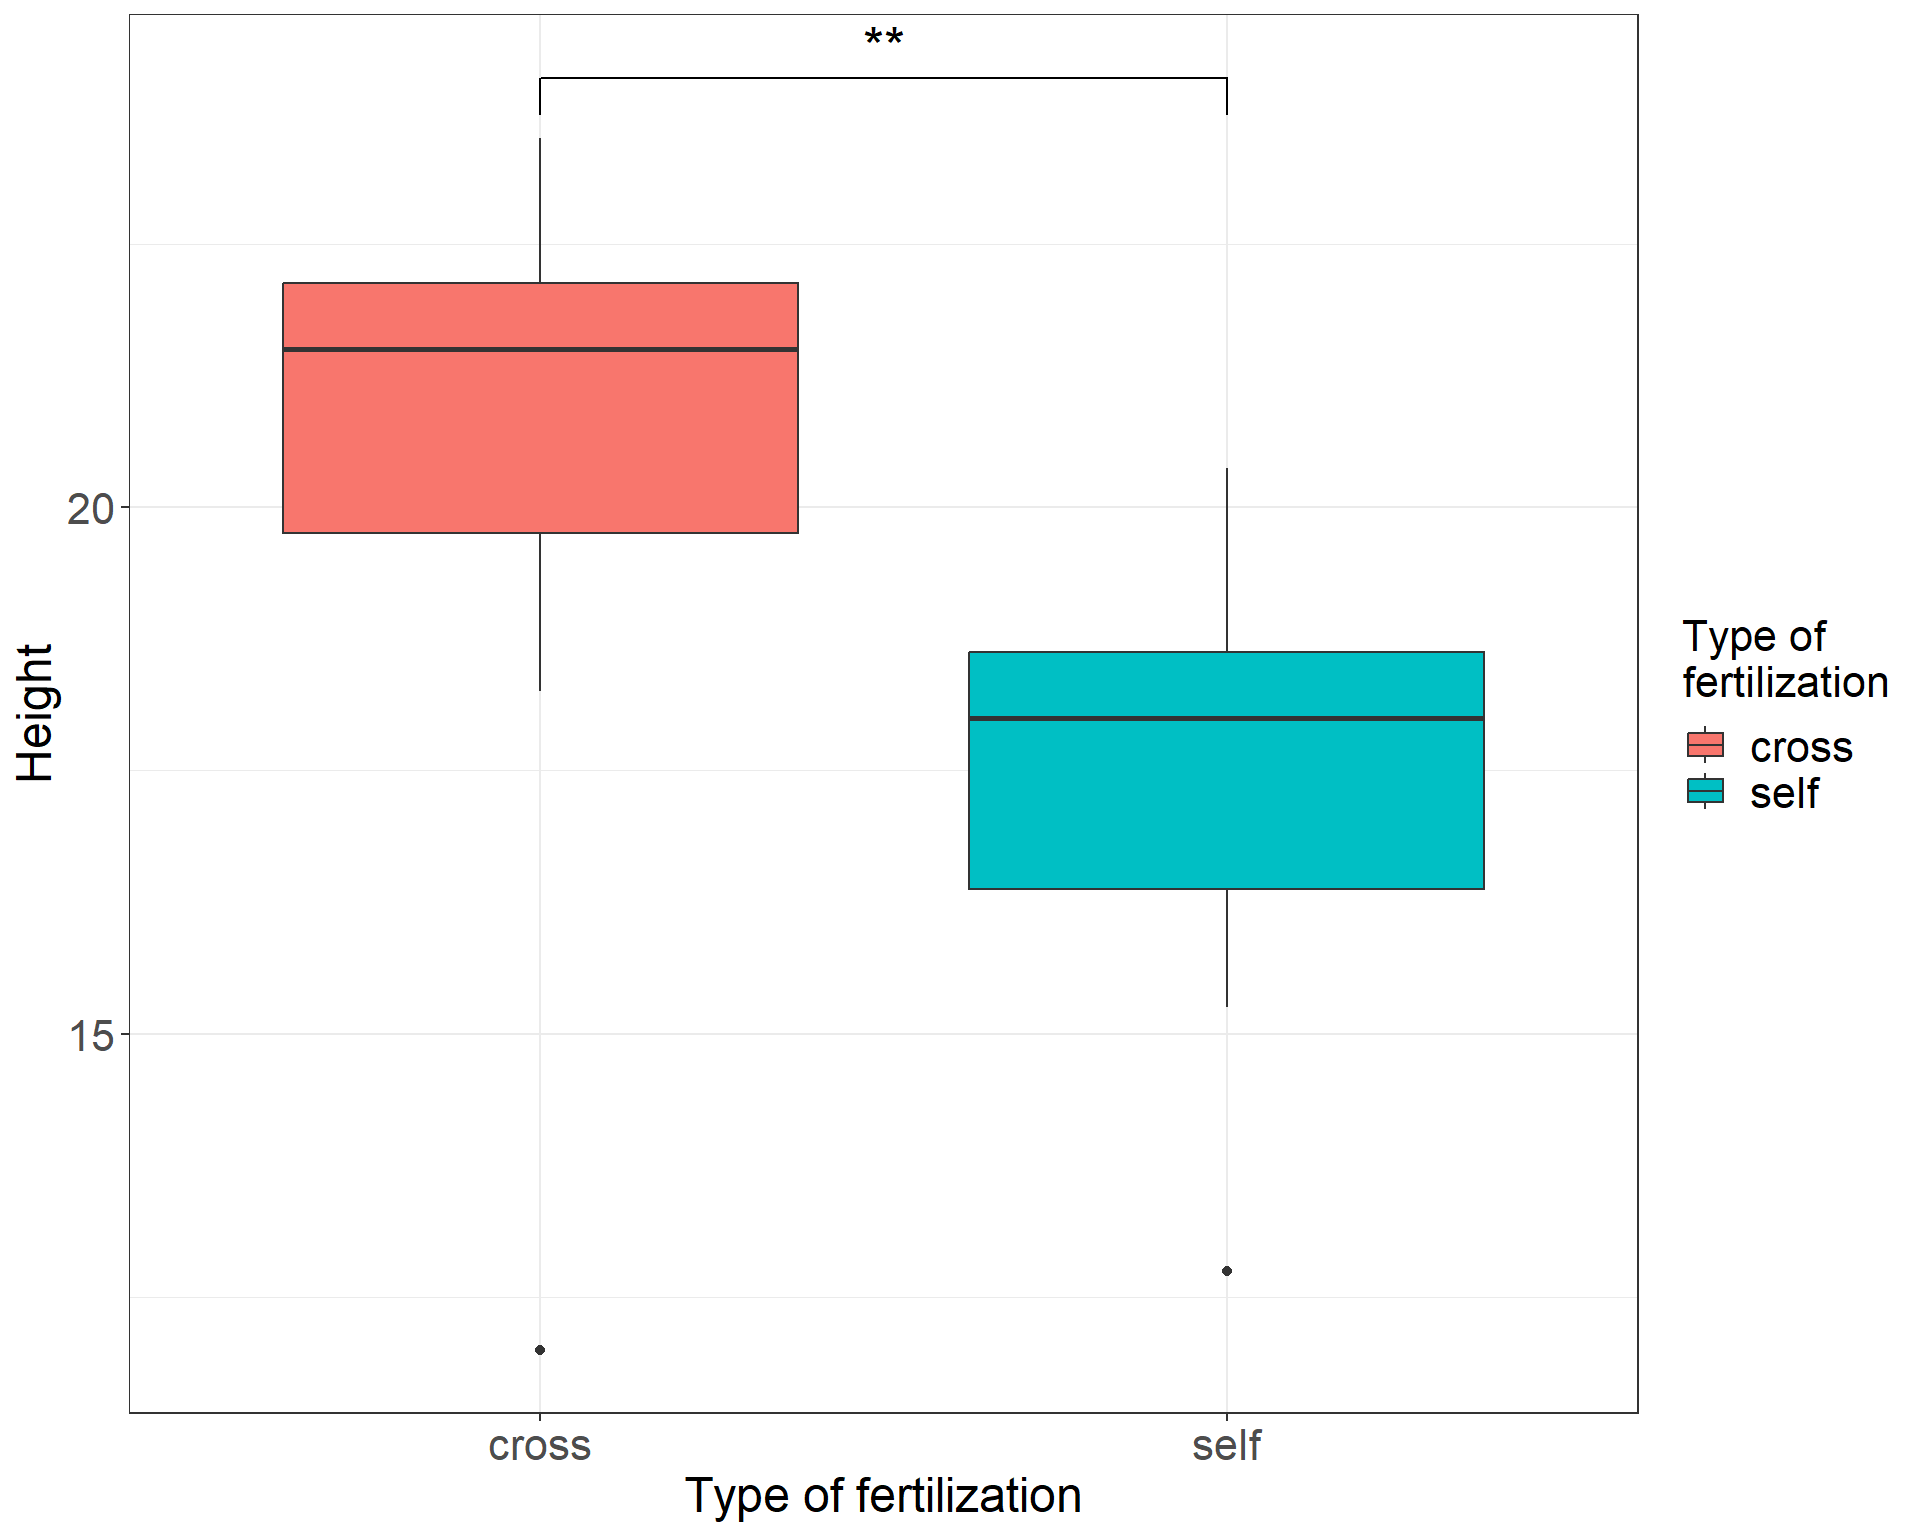 **
20
15
Height
cross
self
Type of fertilization
Type of
fertilization
cross
self